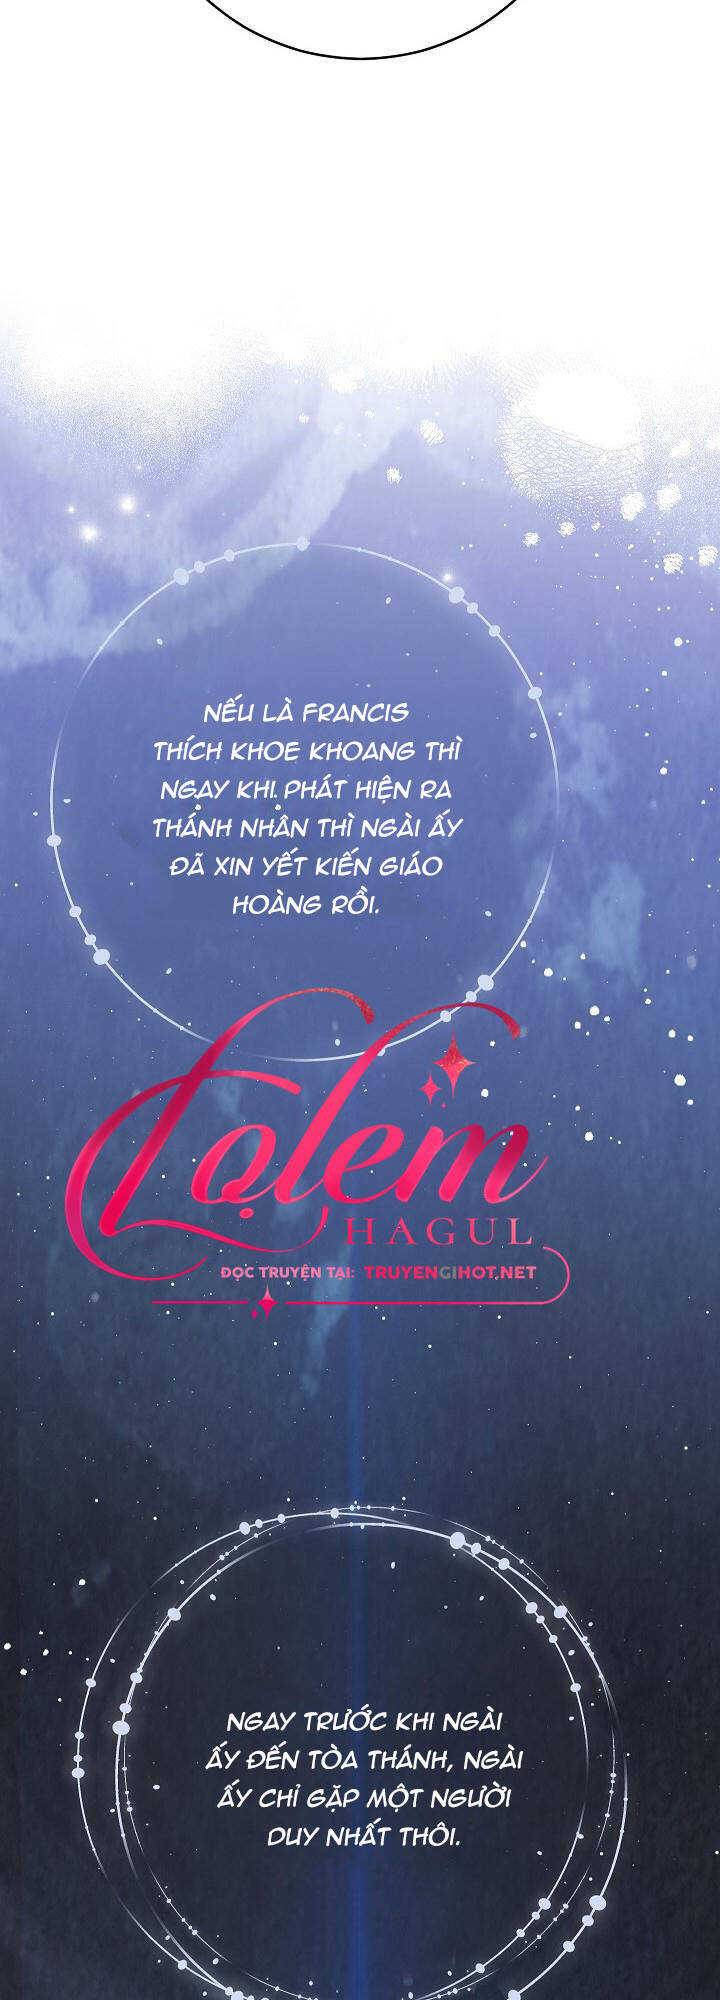 NẾU LÀ FRANCIS
THÍCH KHOE KHOANG THÌ
NGAY KHI PHÁT HIỆN RA
THÁNH NHÂN THÌ NGÀI ẤY
ĐÃ XIN YẾT KIẾN GIÁO
HOÀNG RỒI.
Lọlem
HAGUL
ĐỌC TRUYỆN TẠI: TRUYENGIHOT.NET
NGAY TRƯỚC KHI NGÀI
ẤY ĐẾN TÒA THÁNH, NGÀI
ẤY CHỈ GẶP MỘT NGƯỜI
DUY NHẤT THÔI.